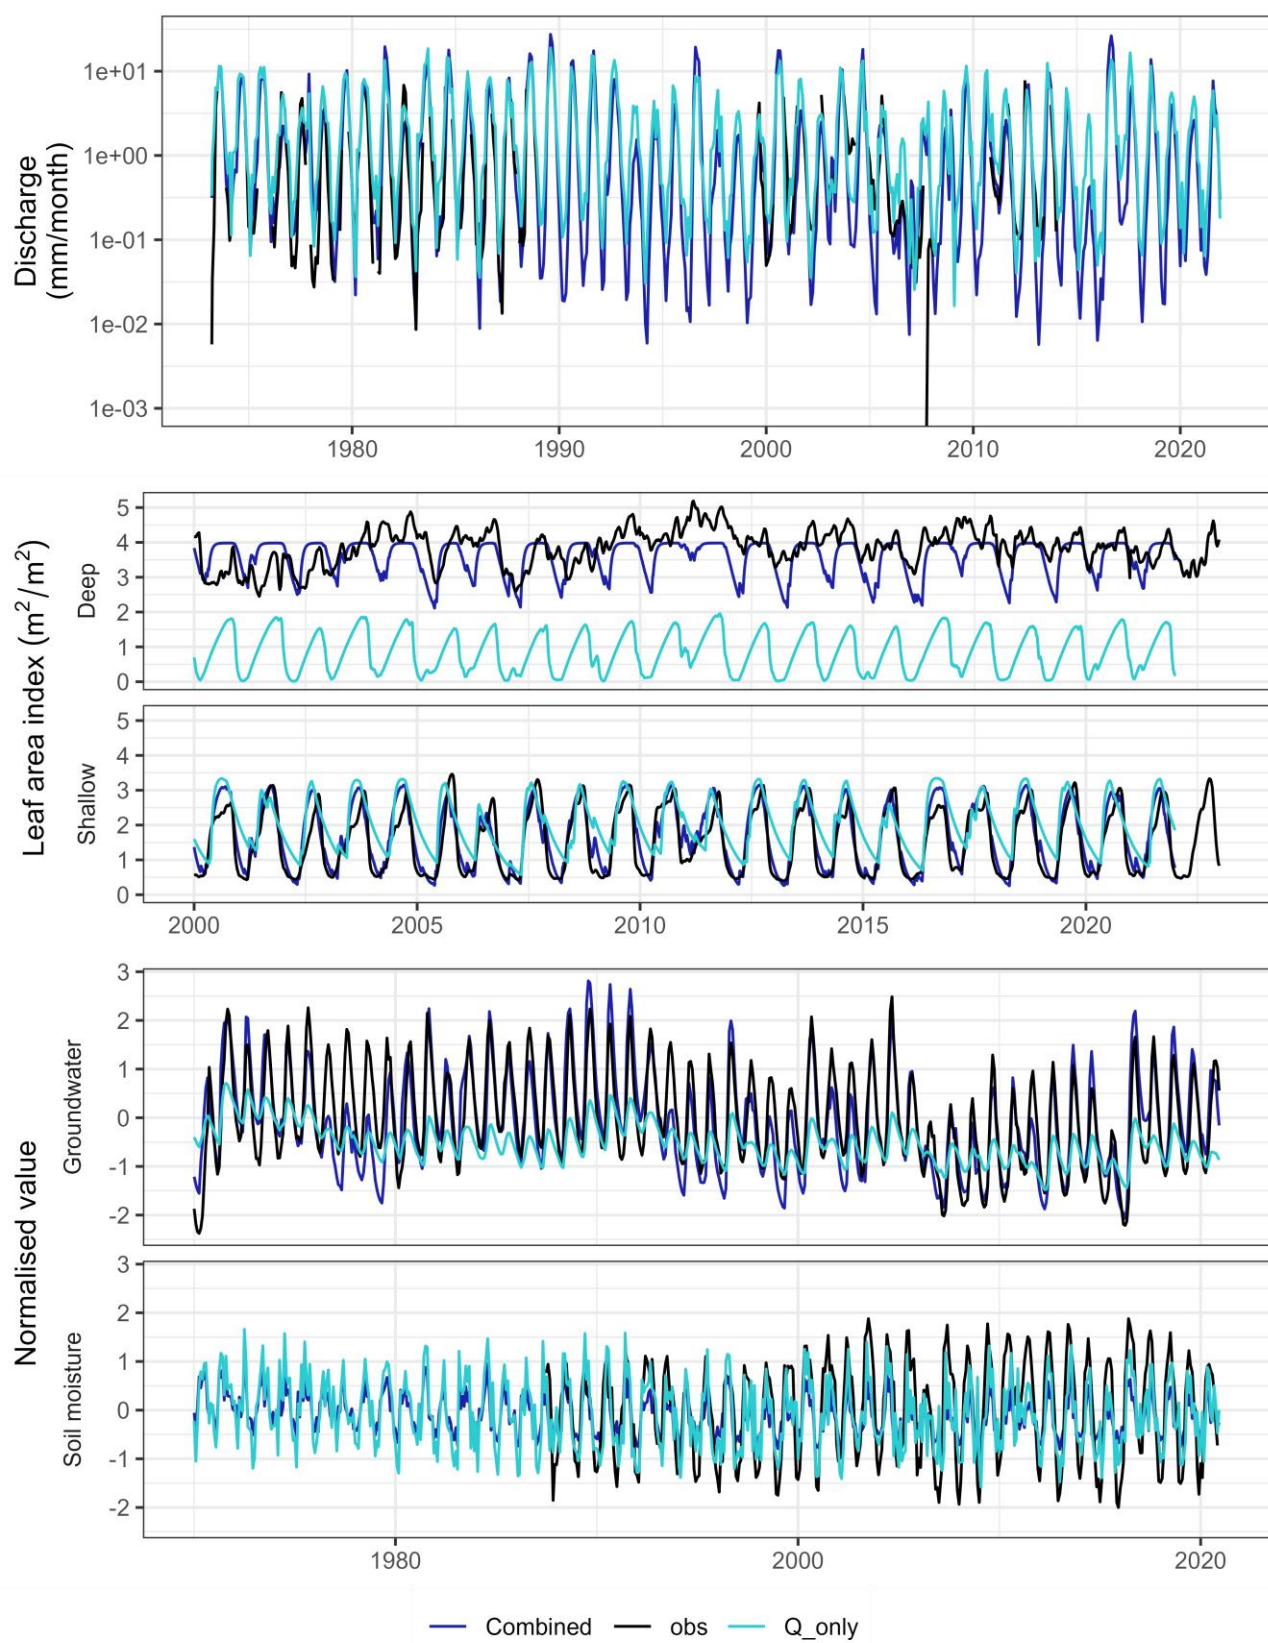 Discharge
(mm/month)
1e+01
1e+00
1e-01
1e-02
1e-03
1980 1990 2000 2010 2020
Leaf area index (m²/m²)
Deep
5
4
3
2
1
0
Shallow
5
4
3
2
1
0
2000 2005 2010 2015 2020
Normalised value
Groundwater
3
2
1
0
-1
-2
Soil moisture
3
2
1
0
-1
-2
1980 2000 2020
Combined obs Q_only